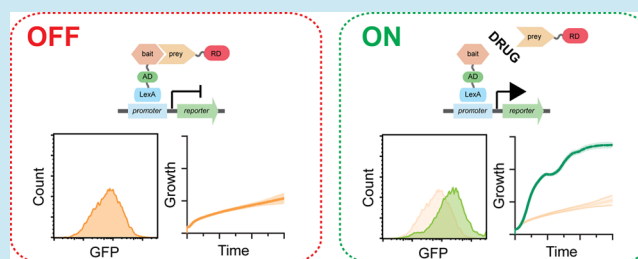 OFF
bait
prey
RD
AD
LexA
promoter
reporter
Count
GFP
Growth
Time
ON
bait
DRUG
prey
RD
AD
LexA
promoter
reporter
Count
GFP
Growth
Time